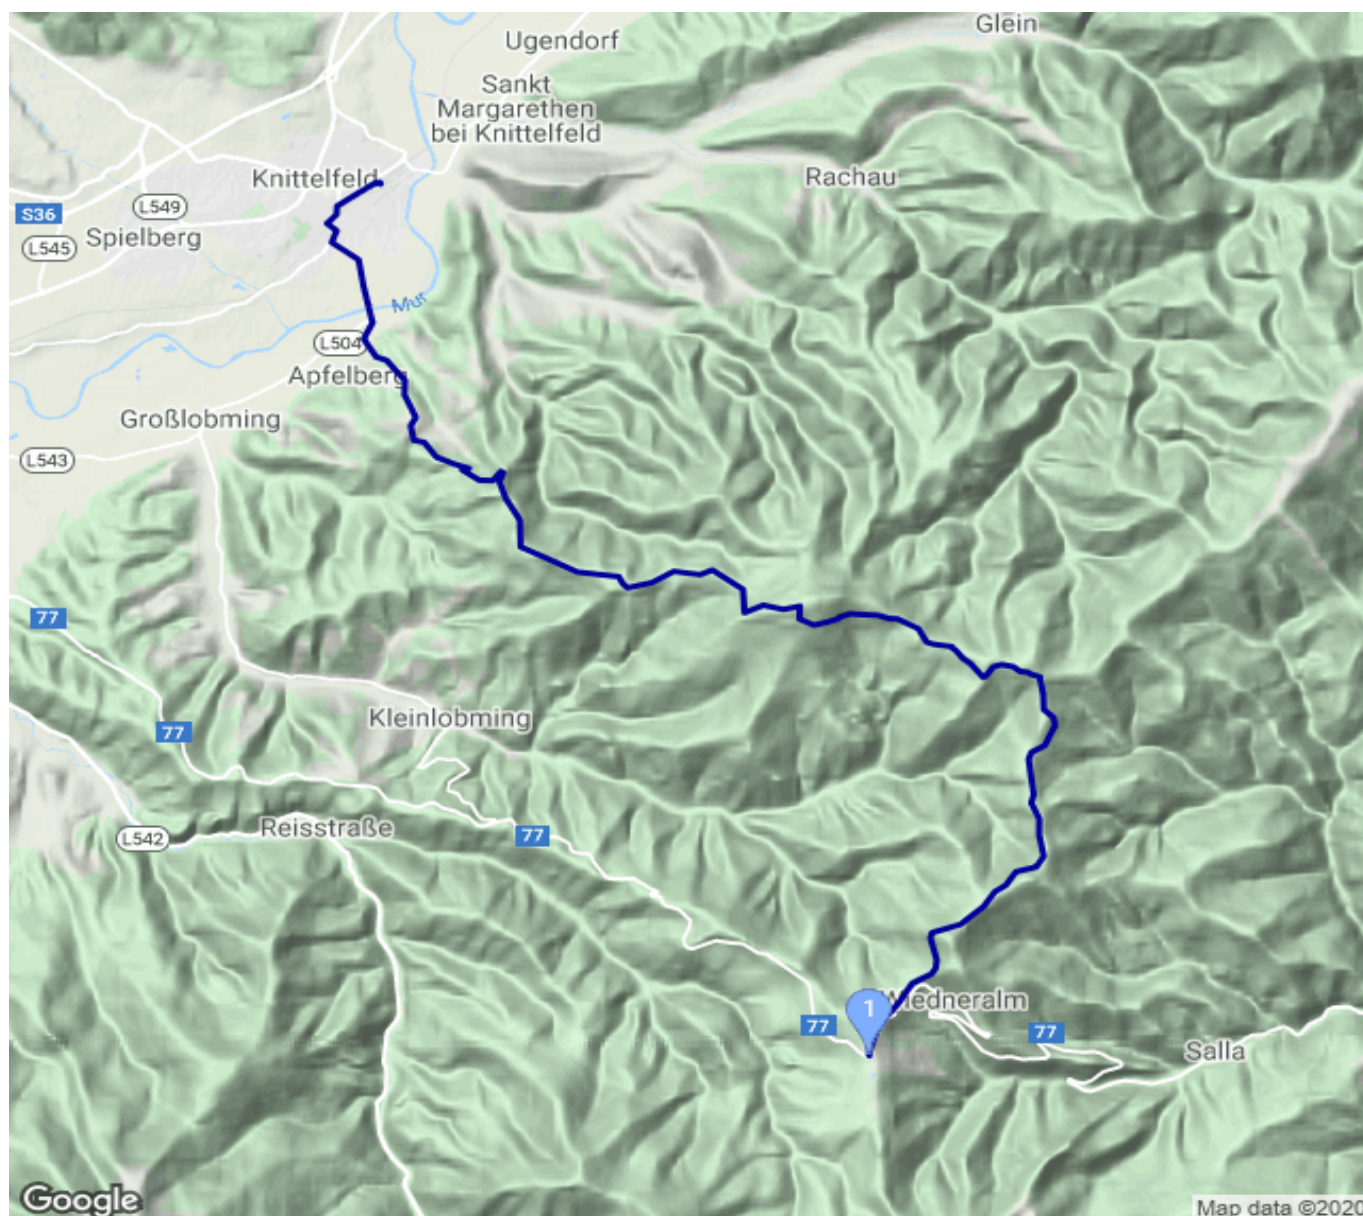 Glein
Ugendorf
Sankt
Margarethen
bei Knittelfeld
Knittelfeld
Rachau
L549
S36
Spielberg
L545
Mur
L504
Apfelberg
Großlobming
L543
77
Kleinlobming
77
Reisstraße
L542
77
Wiedneralm
1
77
77
Salla
Google
Map data ©2020